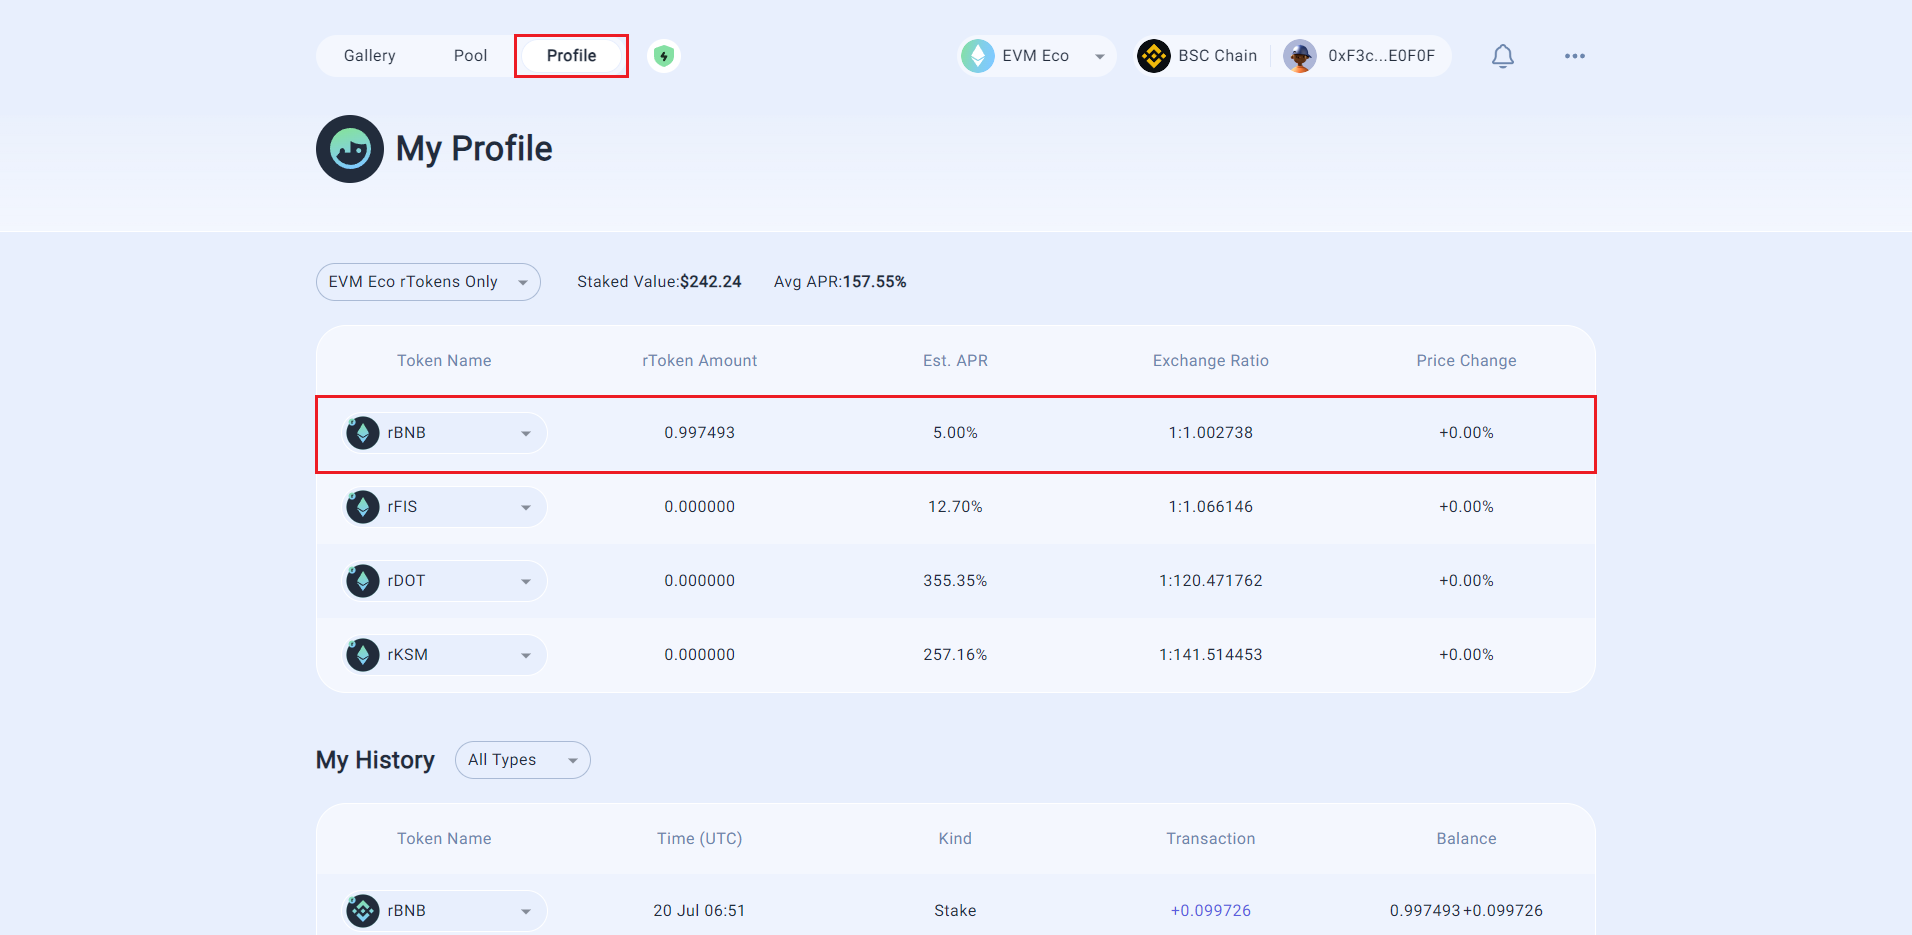 Gallery Pool Profile EVM Eco BSC Chain 0xF3c...E0F0F
My Profile
EVM Eco rTokens Only Staked Value:$242.24 Avg APR:157.55%
Token Name rToken Amount Est. APR Exchange Ratio Price Change
rBNB 0.997493 5.00% 1:1.002738 +0.00%
rFIS 0.000000 12.70% 1:1.066146 +0.00%
rDOT 0.000000 355.35% 1:120.471762 +0.00%
rKSM 0.000000 257.16% 1:141.514453 +0.00%
My History All Types
Token Name Time (UTC) Kind Transaction Balance
rBNB 20 Jul 06:51 Stake +0.099726 0.997493+0.099726